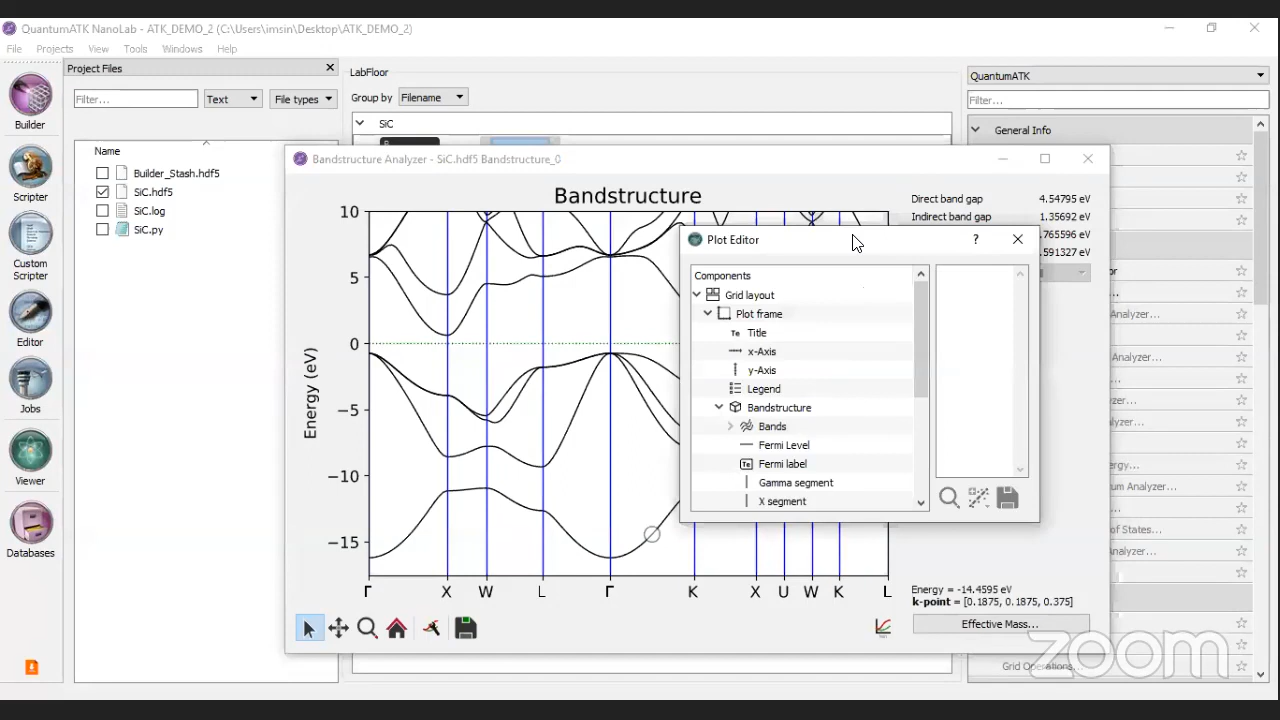 QuantumATK NanoLab - ATK_DEMO_2 (C:\Users\imsin\Desktop\ATK_DEMO_2)
File Projects View Tools Windows Help
Project Files
LabFloor
QuantumATK
Filter...
Text
File types
Group by
Filename
Filter...
SiC
General Info
Name
Builder_Stash.hdf5
SiC.hdf5
SiC.log
SiC.py
Builder
Scripter
Custom
Scripter
Editor
Jobs
Viewer
Databases
Bandstructure Analyzer - SiC.hdf5 Bandstructure_0
Bandstructure
Energy (eV)
10
5
0
−5
−10
−15
Γ X W L Γ K X U W K L
Direct band gap 4.54795 eV
Indirect band gap 1.35692 eV
.765596 eV
.591327 eV
Plot Editor
?
Components
Grid layout
Plot frame
Title
x-Axis
y-Axis
Legend
Bandstructure
Bands
Fermi Level
Fermi label
Gamma segment
X segment
Energy = -14.4595 eV
k-point = [0.1875, 0.1875, 0.375]
Effective Mass...
nalyzer...
Analyzer...
zer...
lyzer...
ergy...
um Analyzer...
of States...
nalyzer...
Grid Operations...
zoom